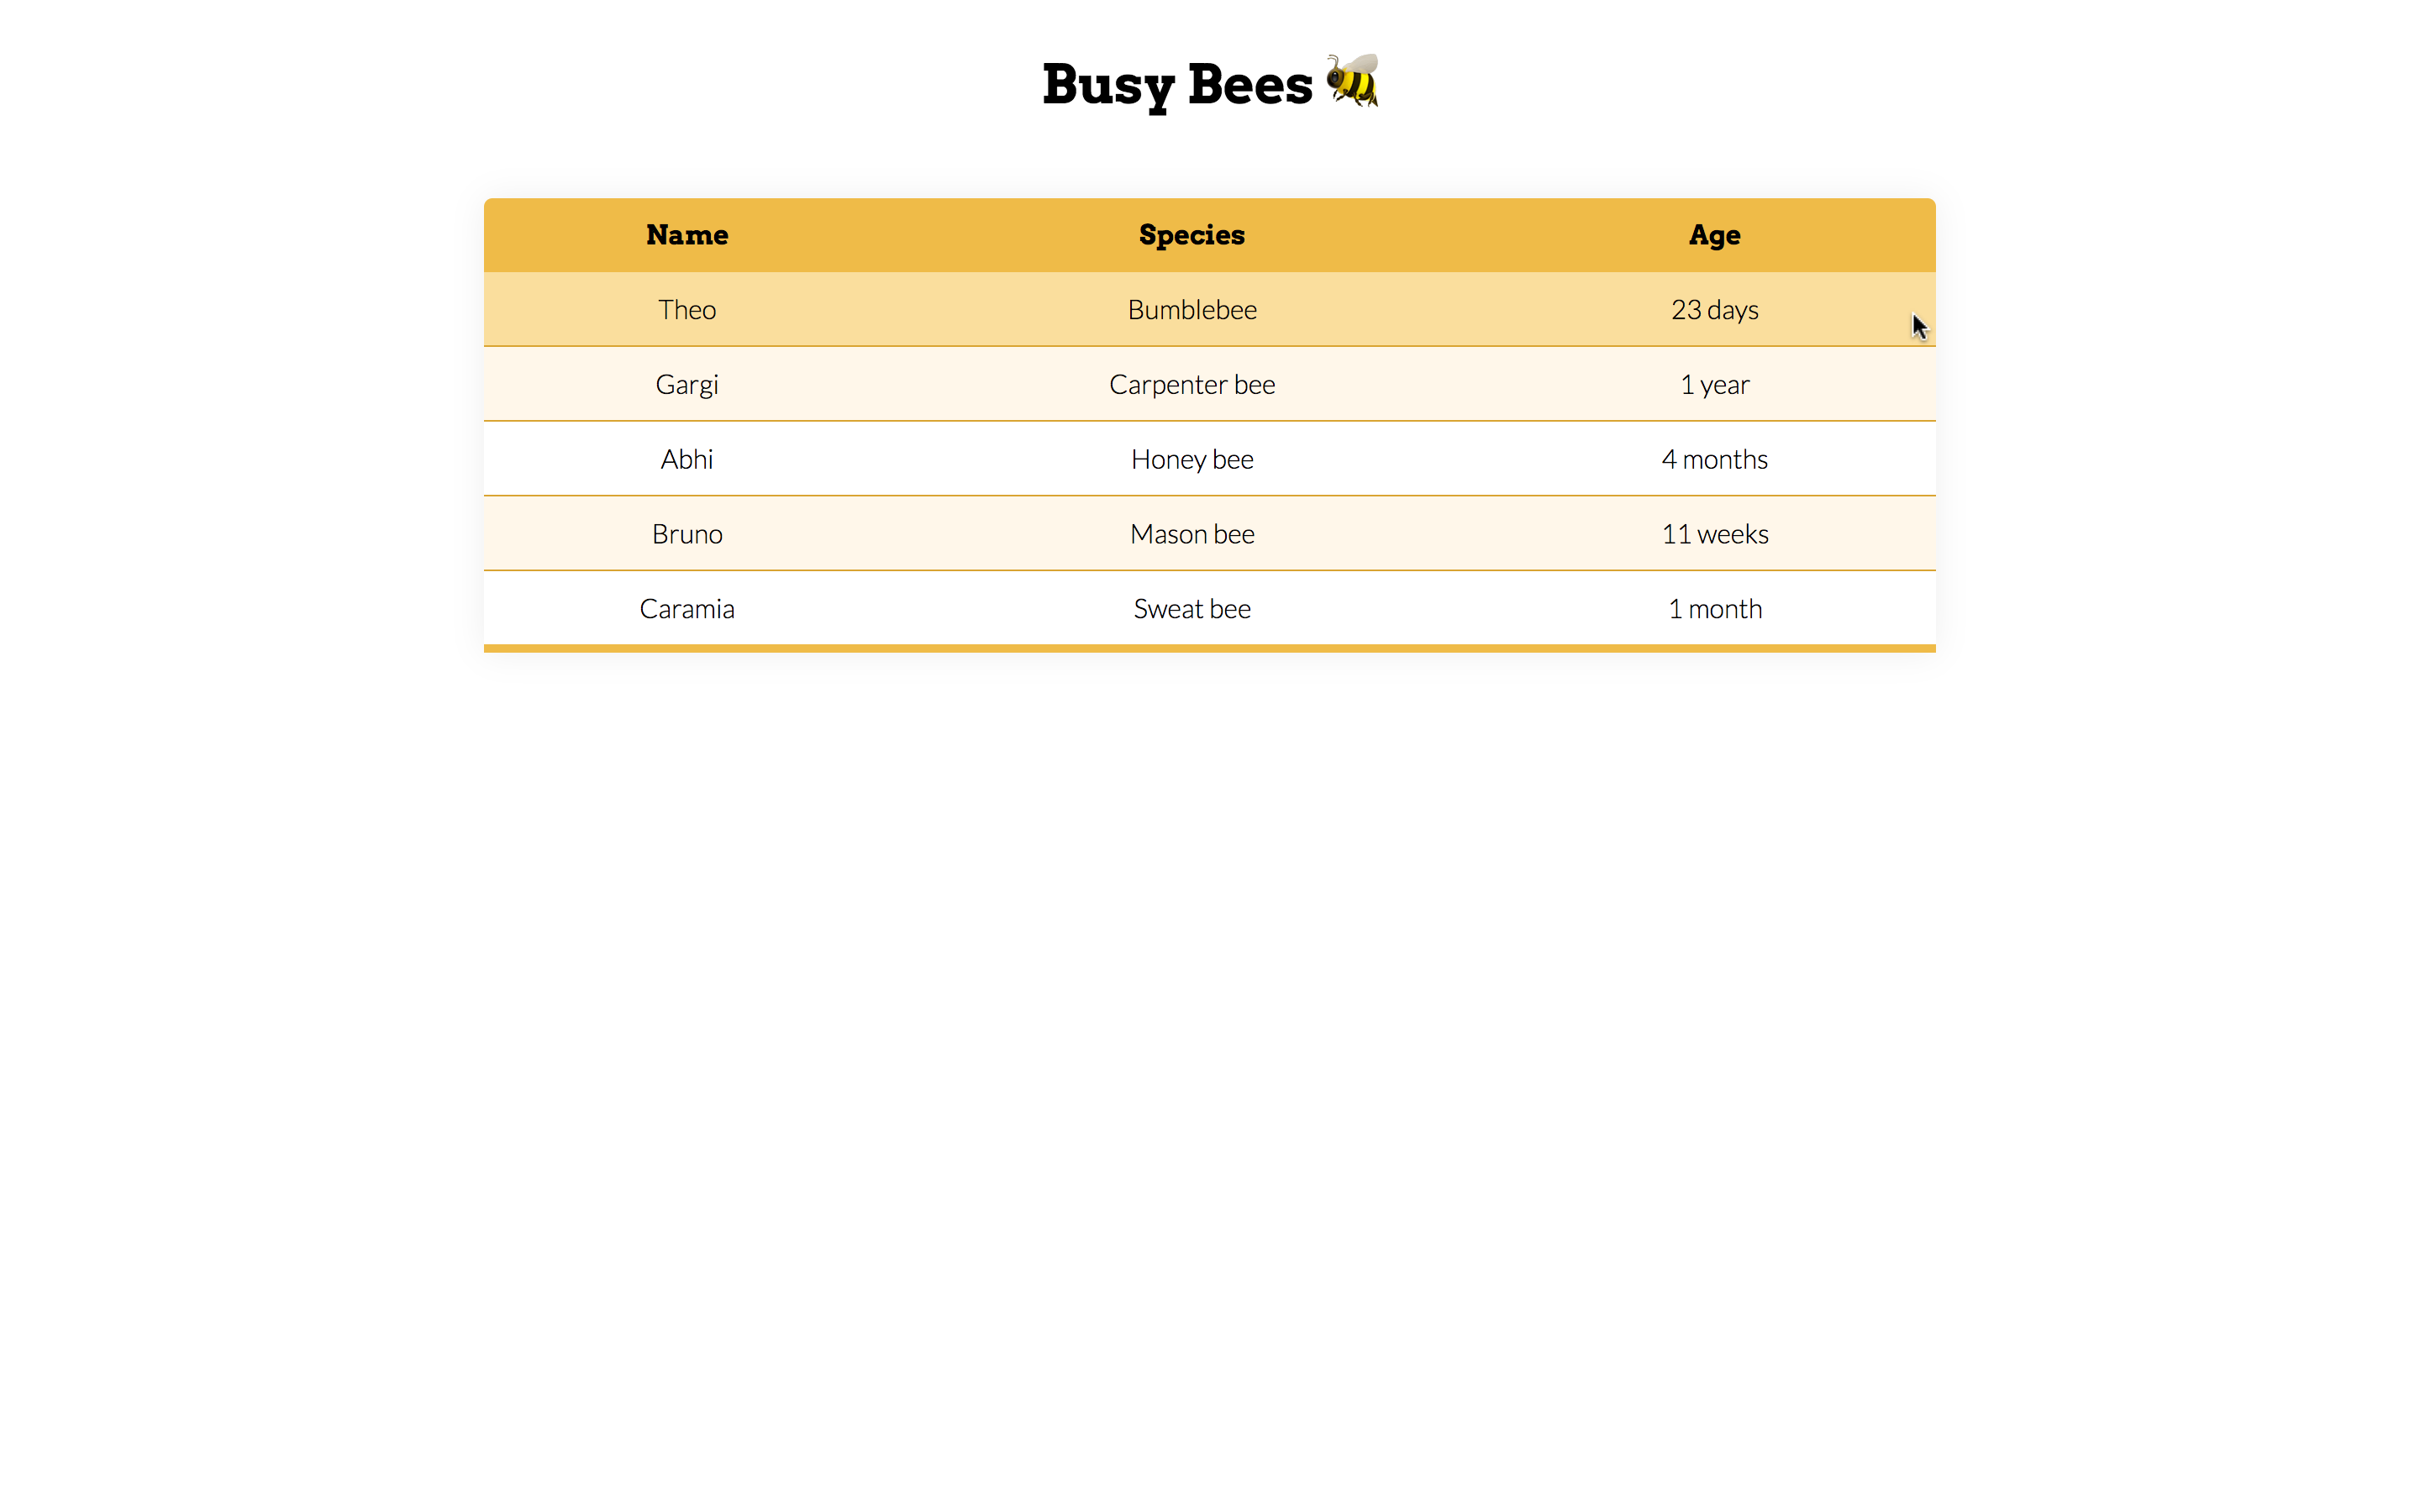 Busy Bees 🐝
Name Species Age
Theo Bumblebee 23 days
Gargi Carpenter bee 1 year
Abhi Honey bee 4 months
Bruno Mason bee 11 weeks
Caramia Sweat bee 1 month